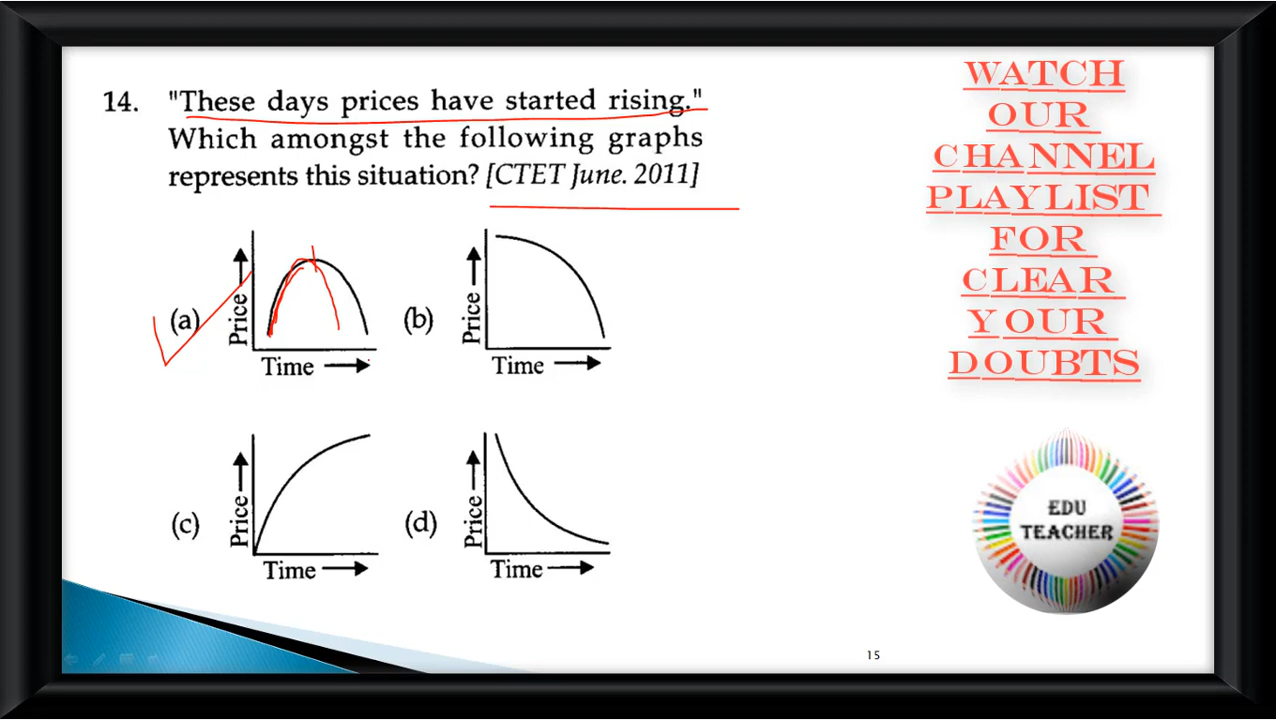 14. "These days prices have started rising."
Which amongst the following graphs
represents this situation? [CTET June. 2011]
(a) Price Time
(b) Price Time
(c) Price Time
(d) Price Time
WATCH
OUR
CHANNEL
PLAYLIST
FOR
CLEAR
YOUR
DOUBTS
EDU
TEACHER
15